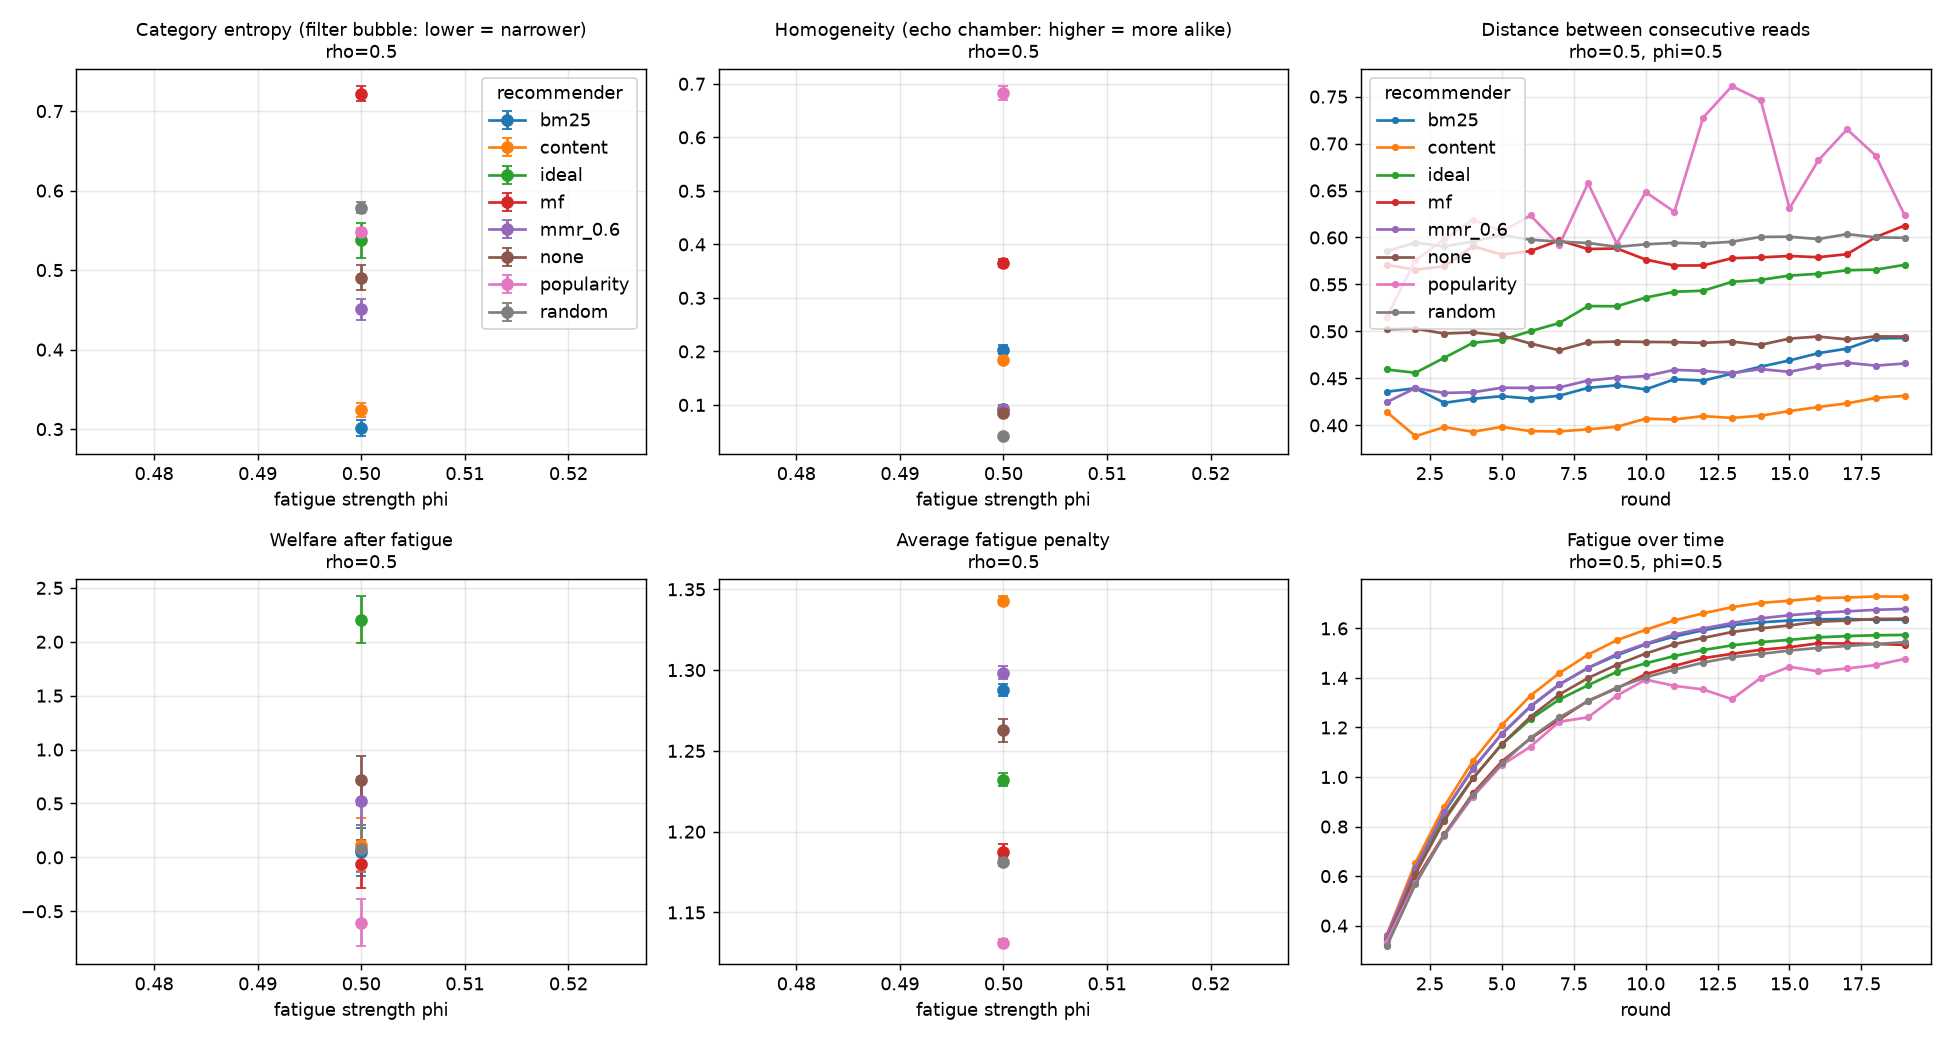 Category entropy (filter bubble: lower = narrower)
rho=0.5
0.7
0.6
0.5
0.4
0.3
0.48
0.49
0.50
0.51
0.52
fatigue strength phi
recommender
bm25
content
ideal
mf
mmr_0.6
none
popularity
random
Homogeneity (echo chamber: higher = more alike)
rho=0.5
0.7
0.6
0.5
0.4
0.3
0.2
0.1
0.48
0.49
0.50
0.51
0.52
fatigue strength phi
Distance between consecutive reads
rho=0.5, phi=0.5
0.75
0.70
0.65
0.60
0.55
0.50
0.45
0.40
recommender
bm25
content
ideal
mf
mmr_0.6
none
popularity
random
2.5
5.0
7.5
10.0
12.5
15.0
17.5
round
Welfare after fatigue
rho=0.5
2.5
2.0
1.5
1.0
0.5
0.0
−0.5
0.48
0.49
0.50
0.51
0.52
fatigue strength phi
Average fatigue penalty
rho=0.5
1.35
1.30
1.25
1.20
1.15
0.48
0.49
0.50
0.51
0.52
fatigue strength phi
Fatigue over time
rho=0.5, phi=0.5
1.6
1.4
1.2
1.0
0.8
0.6
0.4
2.5
5.0
7.5
10.0
12.5
15.0
17.5
round